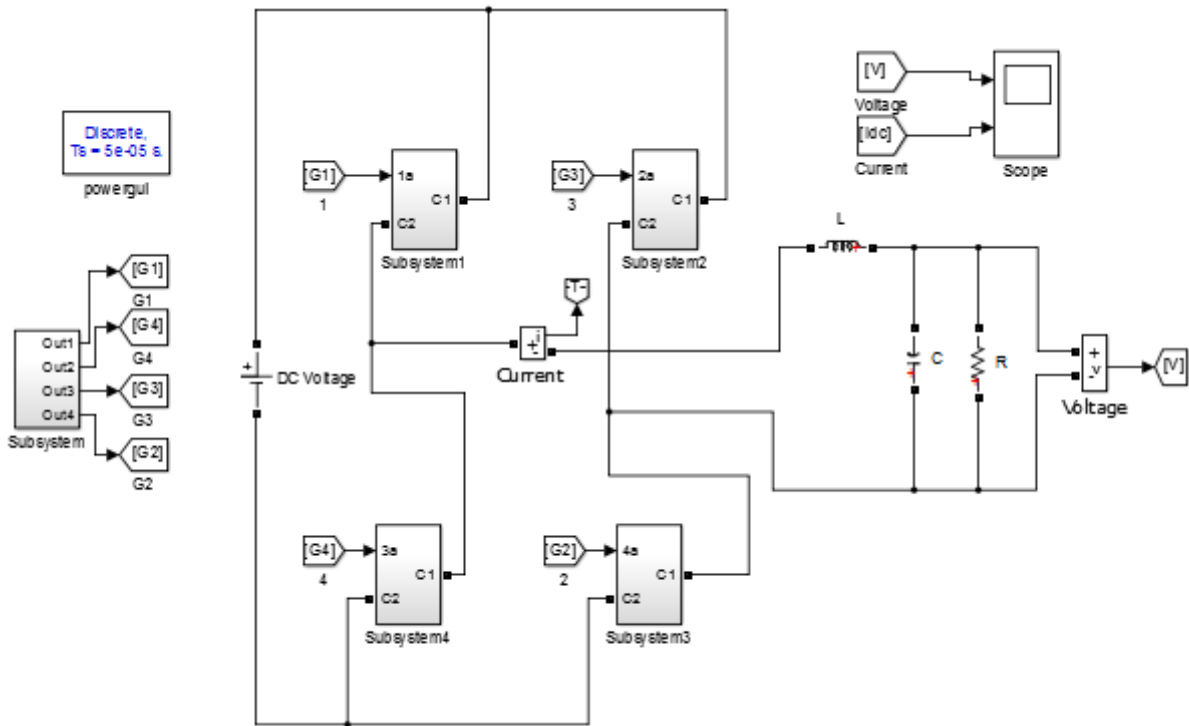 Discrete,
Ts = 5e-05 s.
powergui
[G1]
1
1a
C1
C2
Subsystem1
[G3]
3
2a
C1
C2
Subsystem2
[V]
Voltage
[Idc]
Current
Scope
L
[G1]
G1
[G4]
G4
[G3]
G3
[G2]
G2
Out1
Out2
Out3
Out4
Subsystem
+
DC Voltage
-T-
i
+
-
Current
C
R
+
v
-
Voltage
[V]
[G4]
4
3a
C1
C2
Subsystem4
[G2]
2
4a
C1
C2
Subsystem3